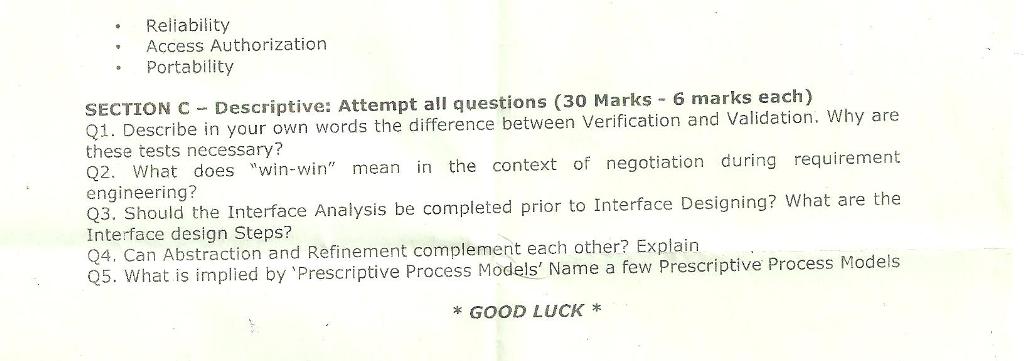 • Reliability
• Access Authorization
• Portability
SECTION C – Descriptive: Attempt all questions (30 Marks - 6 marks each)
Q1. Describe in your own words the difference between Verification and Validation. Why are
these tests necessary?
Q2. What does "win-win" mean in the context of negotiation during requirement
engineering?
Q3. Should the Interface Analysis be completed prior to Interface Designing? What are the
Interface design Steps?
Q4. Can Abstraction and Refinement complement each other? Explain
Q5. What is implied by 'Prescriptive Process Models' Name a few Prescriptive Process Models
* GOOD LUCK *